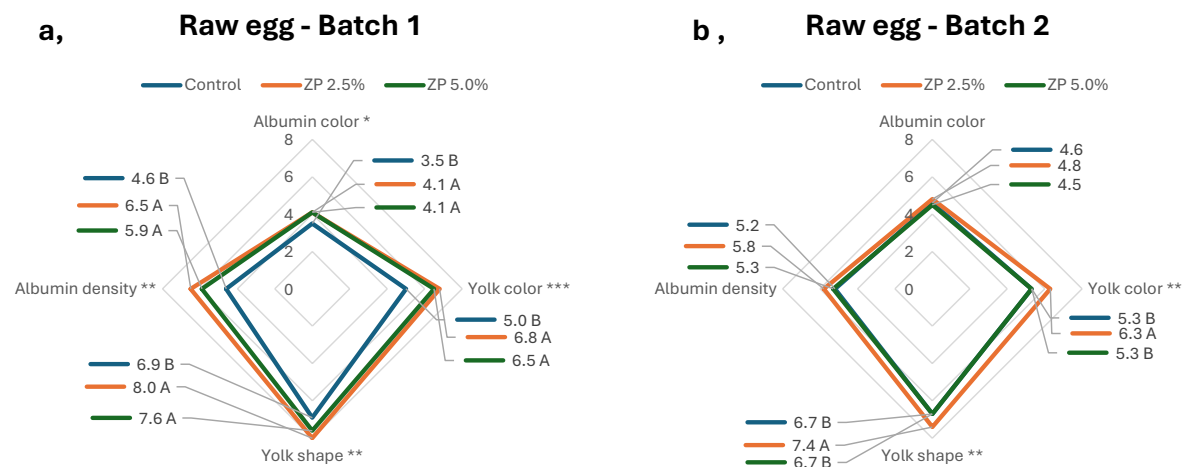 a,
Raw egg - Batch 1
Control ZP 2.5% ZP 5.0%
Albumin color *
8
6
4
2
0
3.5 B
4.1 A
4.1 A
4.6 B
6.5 A
5.9 A
Albumin density **
Yolk color ***
5.0 B
6.8 A
6.5 A
6.9 B
8.0 A
7.6 A
Yolk shape **
b ,
Raw egg - Batch 2
Control ZP 2.5% ZP 5.0%
Albumin color
8
6
4
2
0
4.6
4.8
4.5
5.2
5.8
5.3
Albumin density
Yolk color **
5.3 B
6.3 A
5.3 B
6.7 B
7.4 A
6.7 B
Yolk shape **